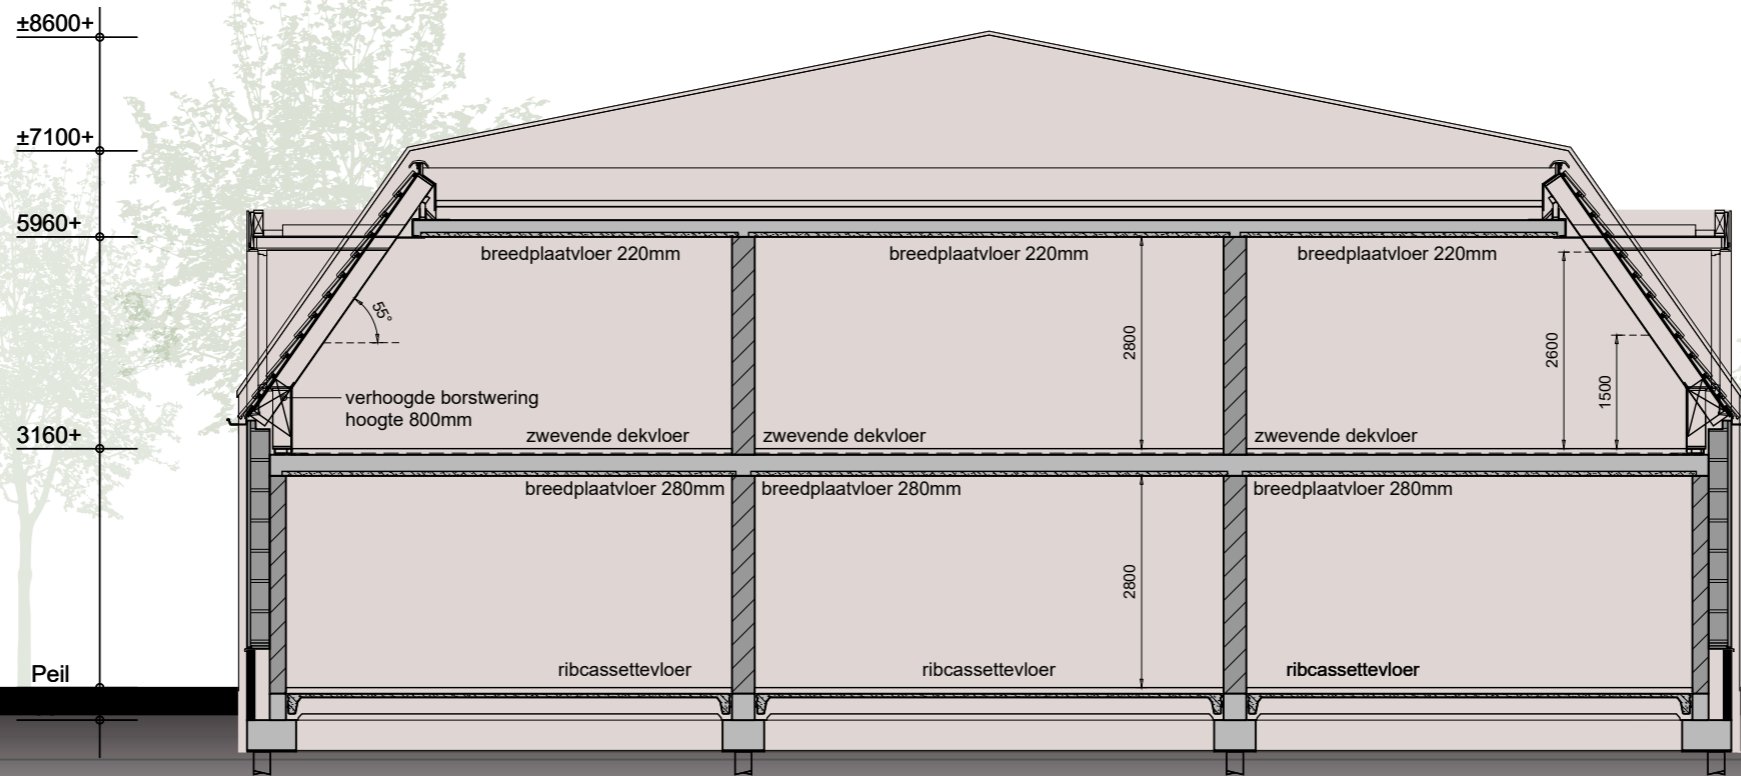 ±8600+
±7100+
5960+
breedplaatvloer 220mm
breedplaatvloer 220mm
breedplaatvloer 220mm
55°
2800
2600
1500
verhoogde borstwering
hoogte 800mm
3160+
zwevende dekvloer
zwevende dekvloer
zwevende dekvloer
breedplaatvloer 280mm
breedplaatvloer 280mm
breedplaatvloer 280mm
2800
Peil
ribcassettevloer
ribcassettevloer
ribcassettevloer